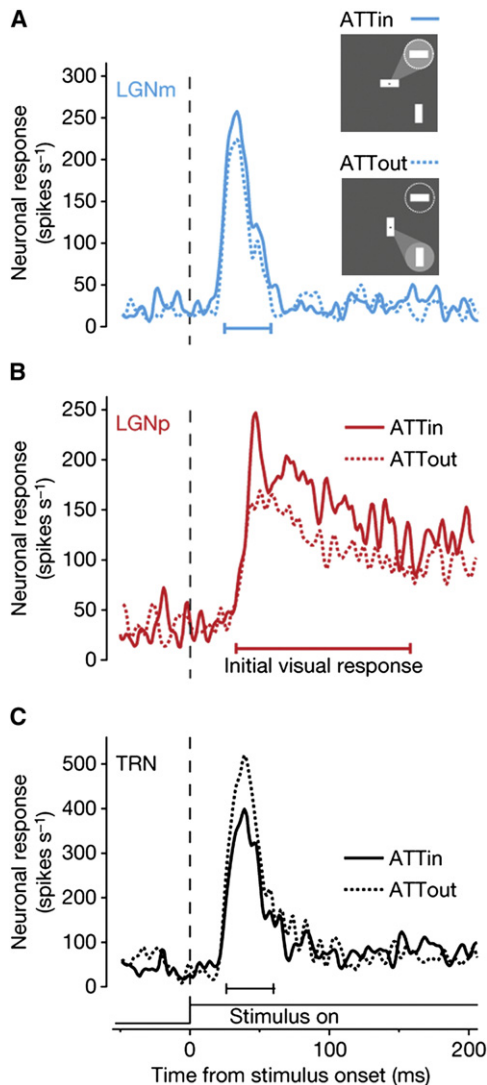 A
ATTin
LGNm
ATTout
Neuronal response
(spikes s⁻¹)
300
250
200
150
100
50
0
B
LGNp
ATTin
ATTout
Neuronal response
(spikes s⁻¹)
250
200
150
100
50
0
Initial visual response
C
TRN
ATTin
ATTout
Neuronal response
(spikes s⁻¹)
500
400
300
200
100
0
Stimulus on
0 100 200
Time from stimulus onset (ms)